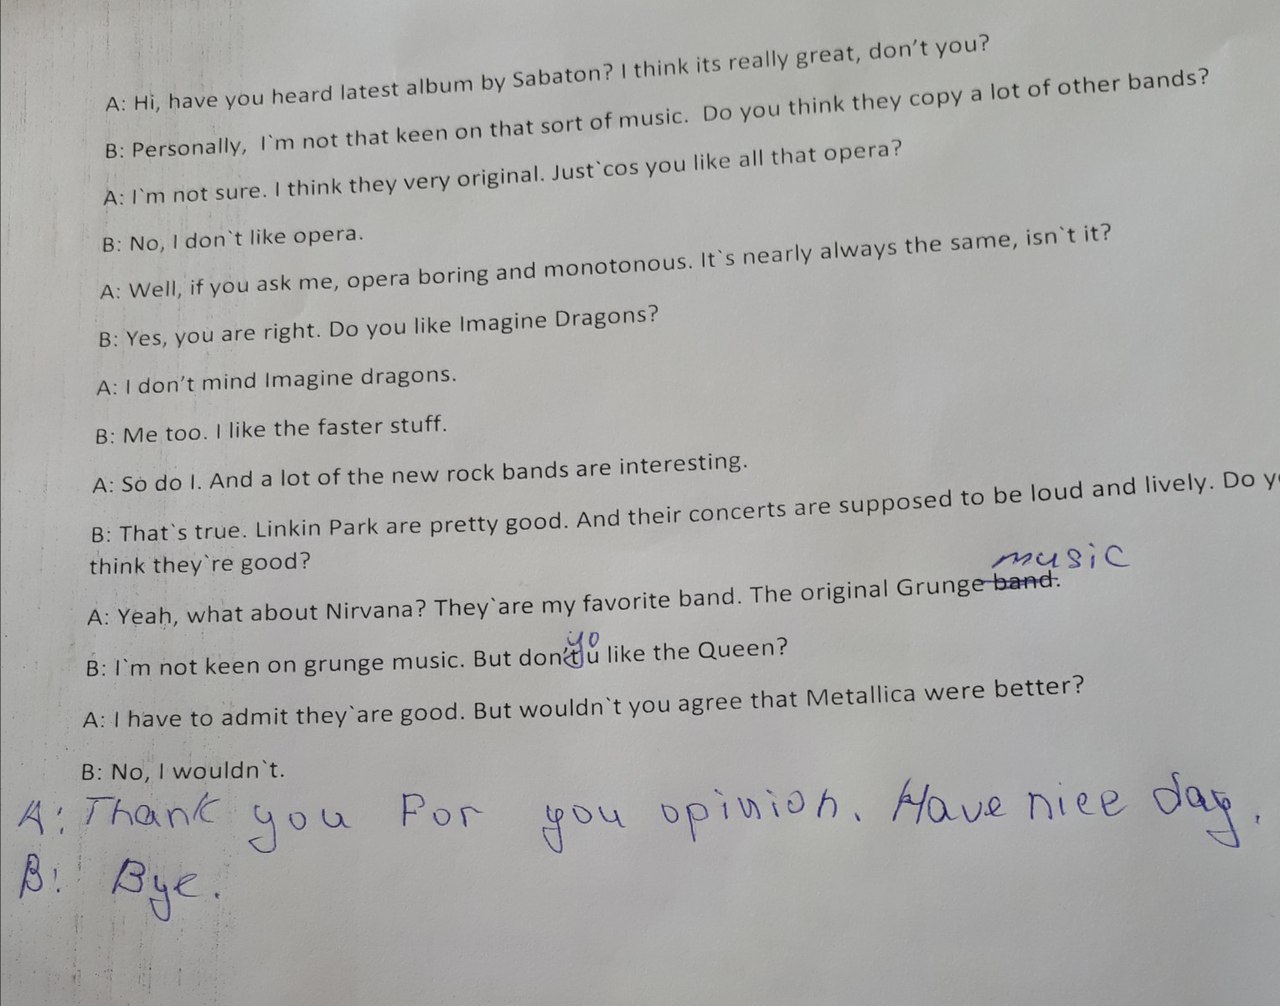 A: Hi, have you heard latest album by Sabaton? I think its really great, don't you?
B: Personally, I`m not that keen on that sort of music. Do you think they copy a lot of other bands?
A: I`m not sure. I think they very original. Just`cos you like all that opera?
B: No, I don`t like opera.
A: Well, if you ask me, opera boring and monotonous. It`s nearly always the same, isn`t it?
B: Yes, you are right. Do you like Imagine Dragons?
A: I don't mind Imagine dragons.
B: Me too. I like the faster stuff.
A: So do I. And a lot of the new rock bands are interesting.
B: That`s true. Linkin Park are pretty good. And their concerts are supposed to be loud and lively. Do
think they`re good?
music
A: Yeah, what about Nirvana? They`are my favorite band. The original Grunge band.
yo
B: I`m not keen on grunge music. But don't u like the Queen?
A: I have to admit they`are good. But wouldn`t you agree that Metallica were better?
B: No, I wouldn`t.
A: Thank you For you opinion. Have nice day.
B: Bye.